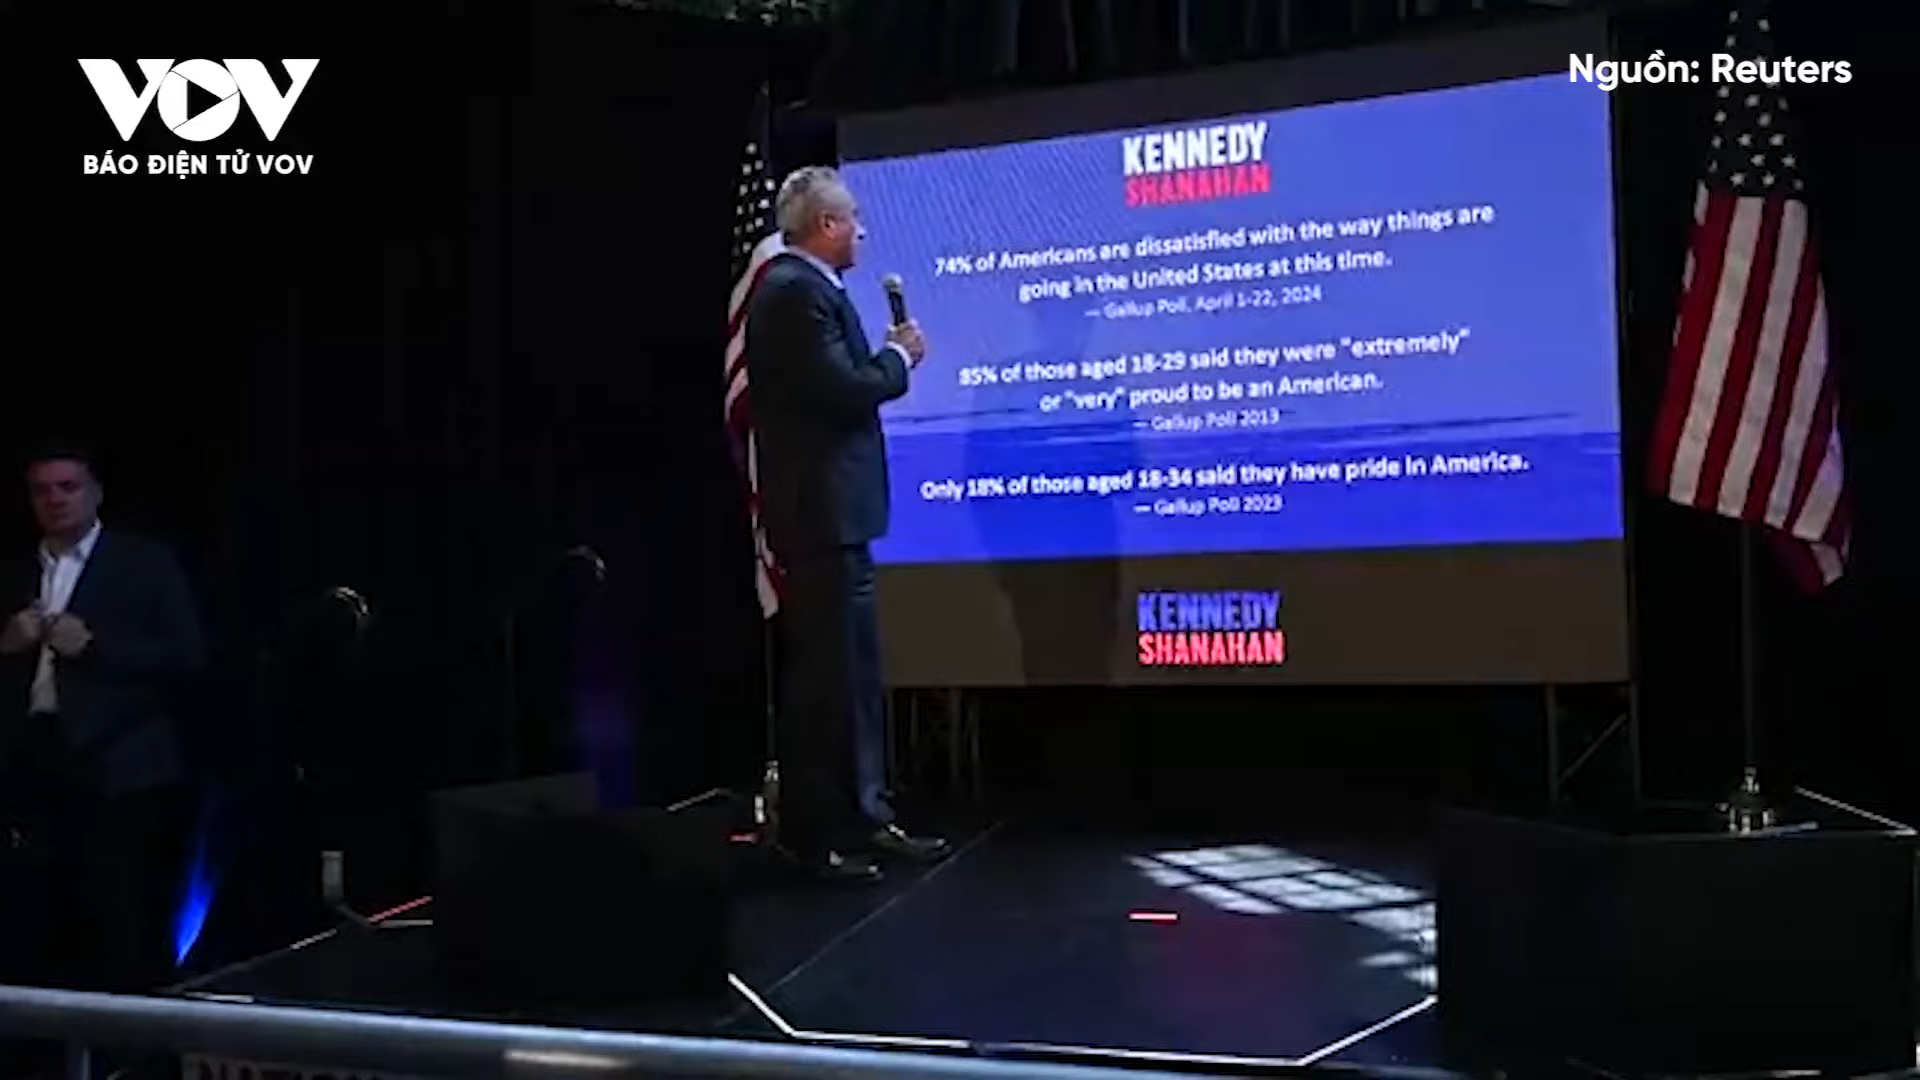 VOV
BÁO ĐIỆN TỬ VOV
Nguồn: Reuters
KENNEDY
SHANAHAN
74% of Americans are dissatisfied with the way things are
going in the United States at this time.
— Gallup Poll, April 1-22, 2024
85% of those aged 18-29 said they were "extremely"
or "very" proud to be an American.
— Gallup Poll 2013
Only 18% of those aged 18-34 said they have pride in America.
— Gallup Poll 2023
KENNEDY
SHANAHAN